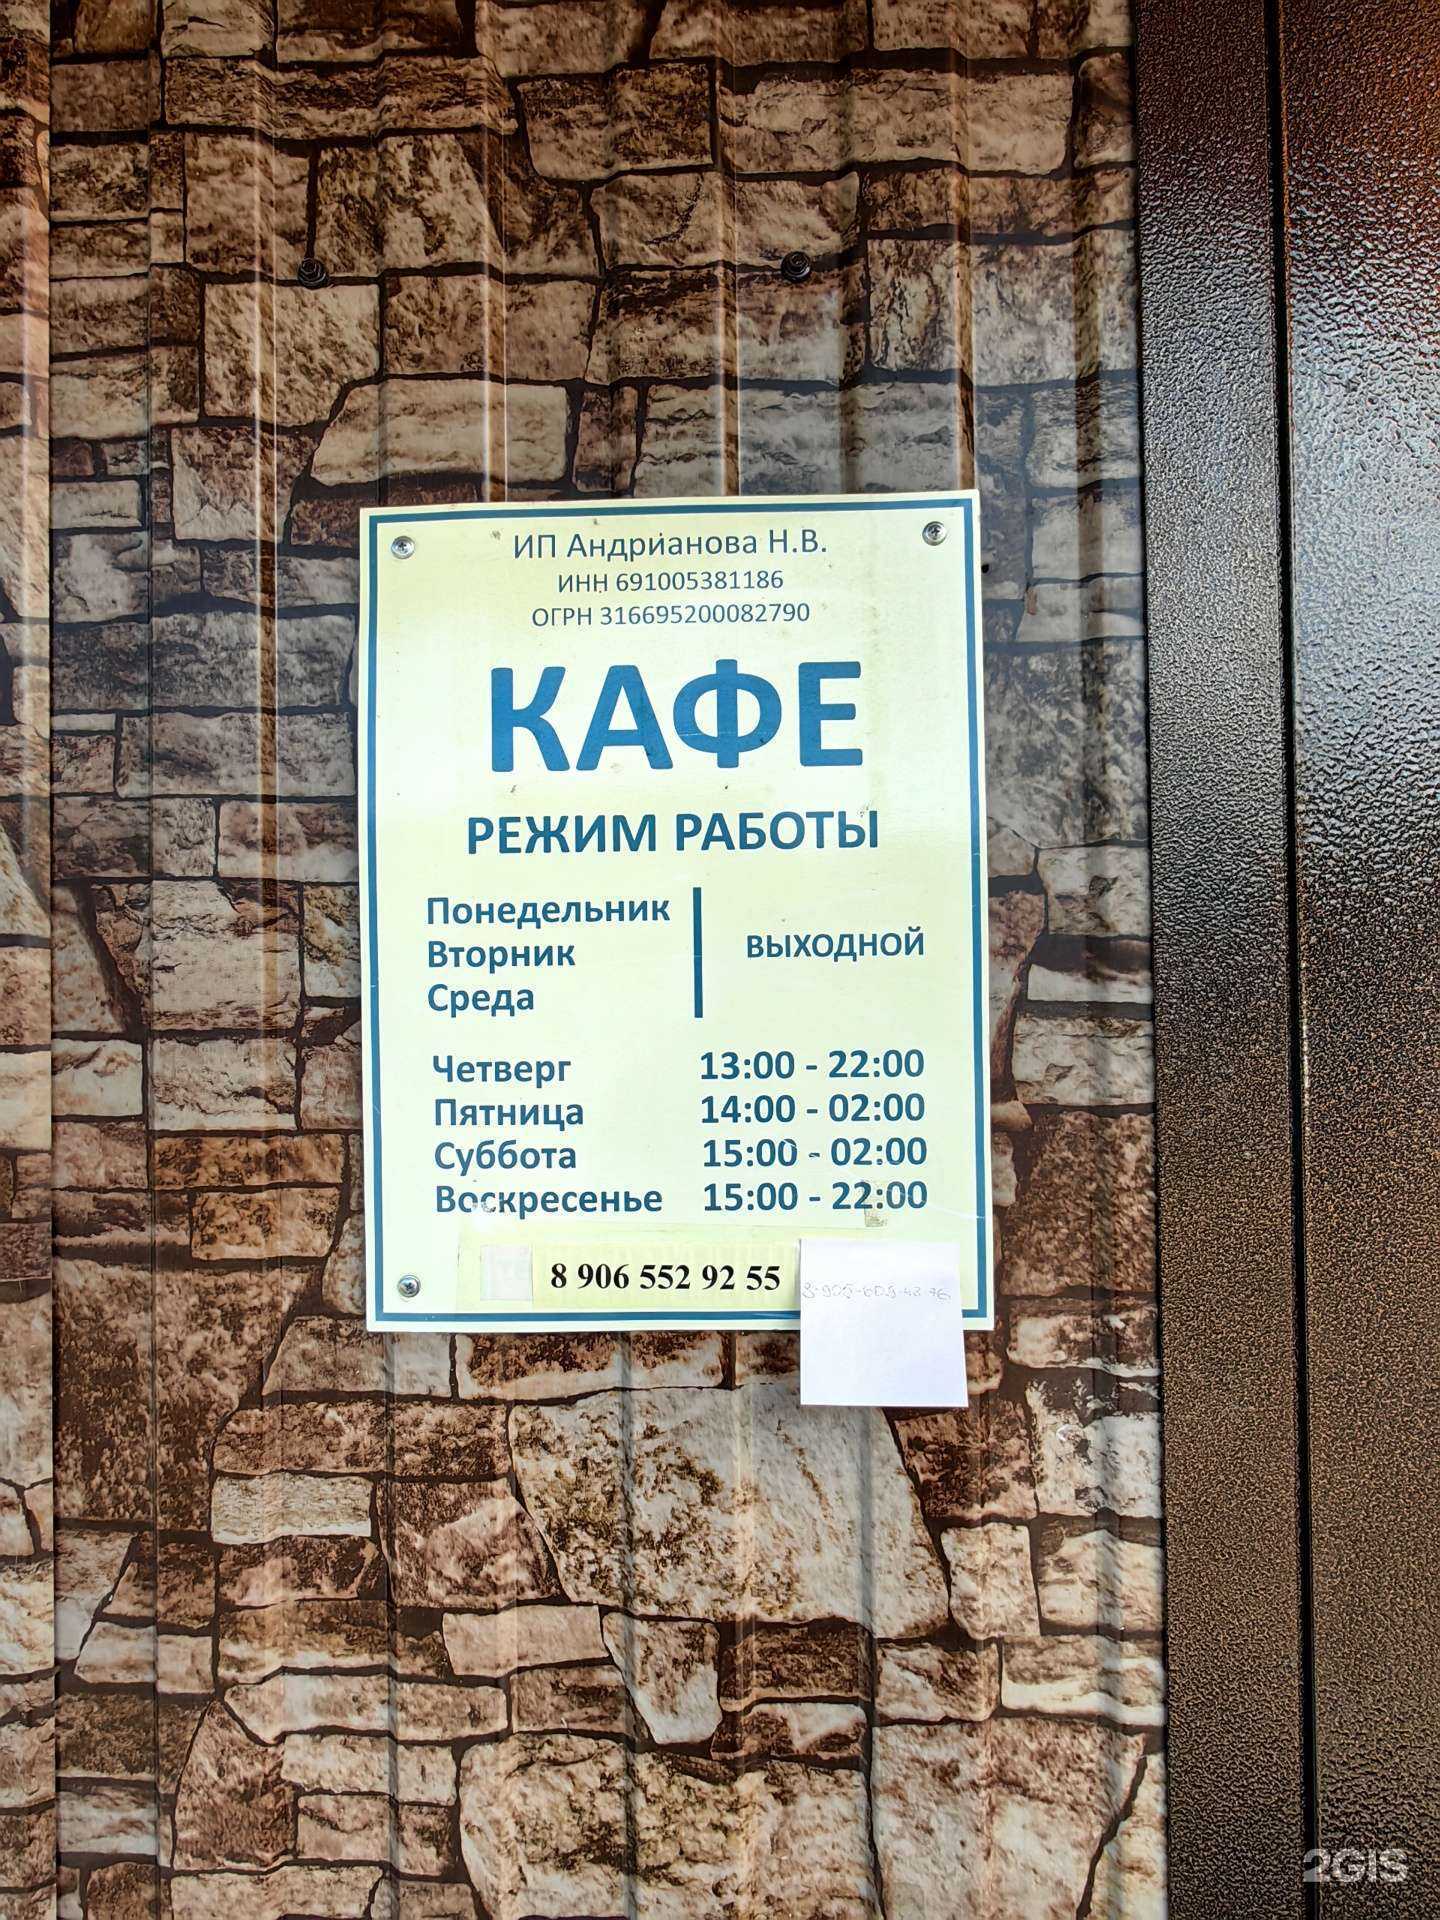 ИП Андрианова Н.В.
ИНН 691005381186
ОГРН 316695200082790
КАФЕ
РЕЖИМ РАБОТЫ
Понедельник
Вторник
Среда
ВЫХОДНОЙ
Четверг 13:00 - 22:00
Пятница 14:00 - 02:00
Суббота 15:00 - 02:00
Воскресенье 15:00 - 22:00
8 906 552 92 55
2GIS